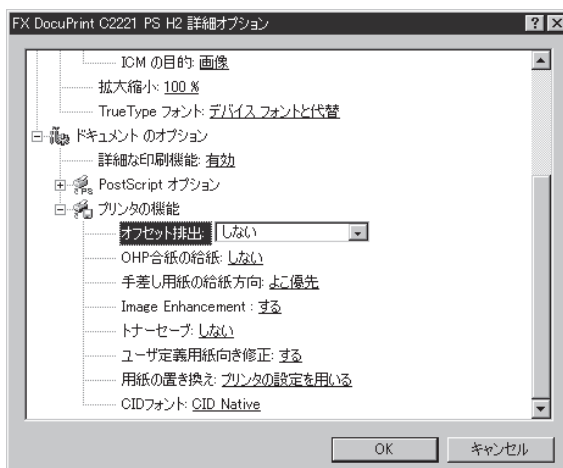 FX DocuPrint C2221 PS H2 詳細オプション
ICM の目的: 画像
拡大縮小: 100 %
TrueType フォント: デバイス フォントと代替
ドキュメント のオプション
詳細な印刷機能: 有効
PostScript オプション
プリンタの機能
オフセット排出: しない
OHP合紙の給紙: しない
手差し用紙の給紙方向: よこ優先
Image Enhancement : する
トナーセーブ: しない
ユーザ定義用紙向き修正: する
用紙の置き換え: プリンタの設定を用いる
CIDフォント: CID Native
OK キャンセル